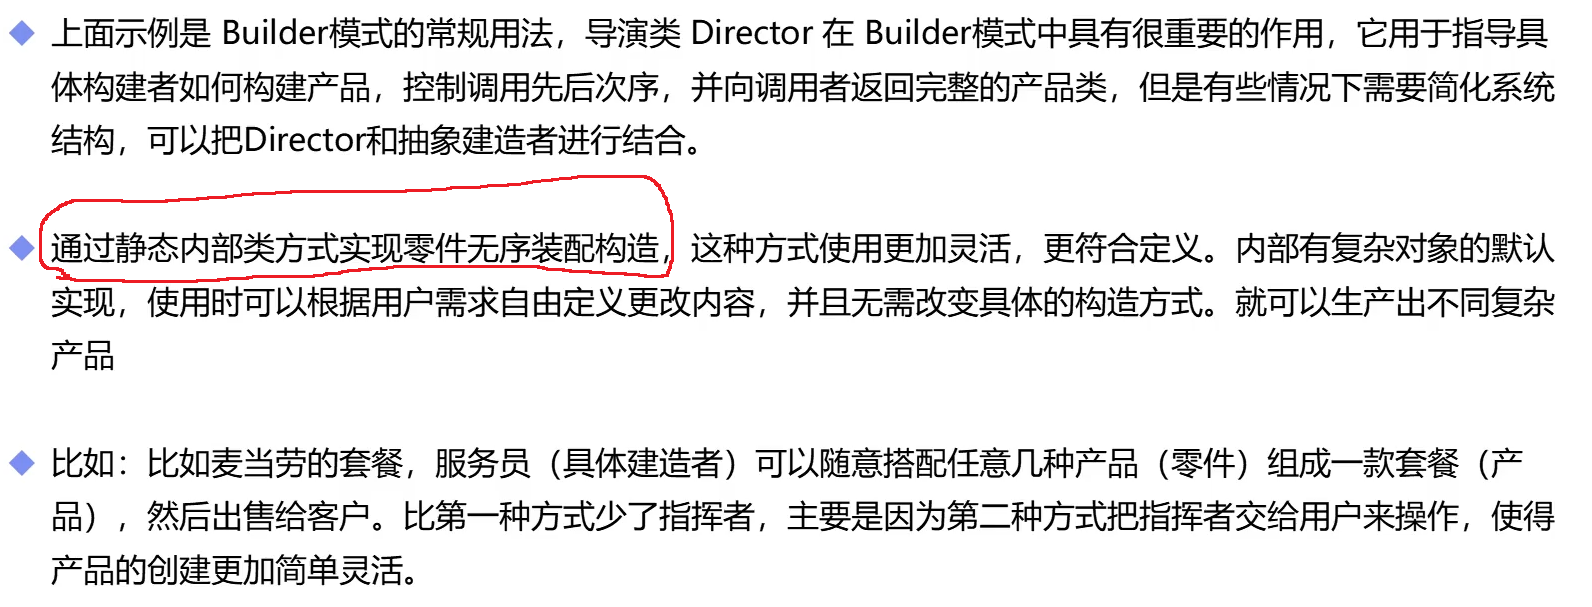 上面示例是 Builder模式的常规用法，导演类 Director 在 Builder模式中具有很重要的作用，它用于指导具
体构建者如何构建产品，控制调用先后次序，并向调用者返回完整的产品类，但是有些情况下需要简化系统
结构，可以把Director和抽象建造者进行结合。
通过静态内部类方式实现零件无序装配构造，这种方式使用更加灵活，更符合定义。内部有复杂对象的默认
实现，使用时可以根据用户需求自由定义更改内容，并且无需改变具体的构造方式。就可以生产出不同复杂
产品
比如：比如麦当劳的套餐，服务员（具体建造者）可以随意搭配任意几种产品（零件）组成一款套餐（产
品），然后出售给客户。比第一种方式少了指挥者，主要是因为第二种方式把指挥者交给用户来操作，使得
产品的创建更加简单灵活。